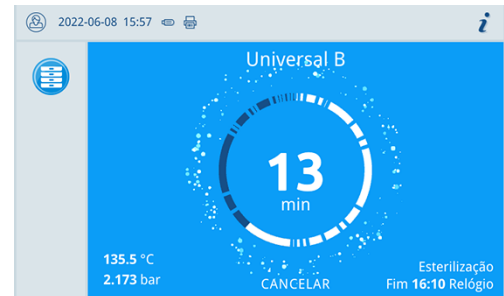 2022-06-08 15:57
i
Universal B
13
min
135.5 °C
2.173 bar
CANCELAR
Esterilização
Fim 16:10 Relógio